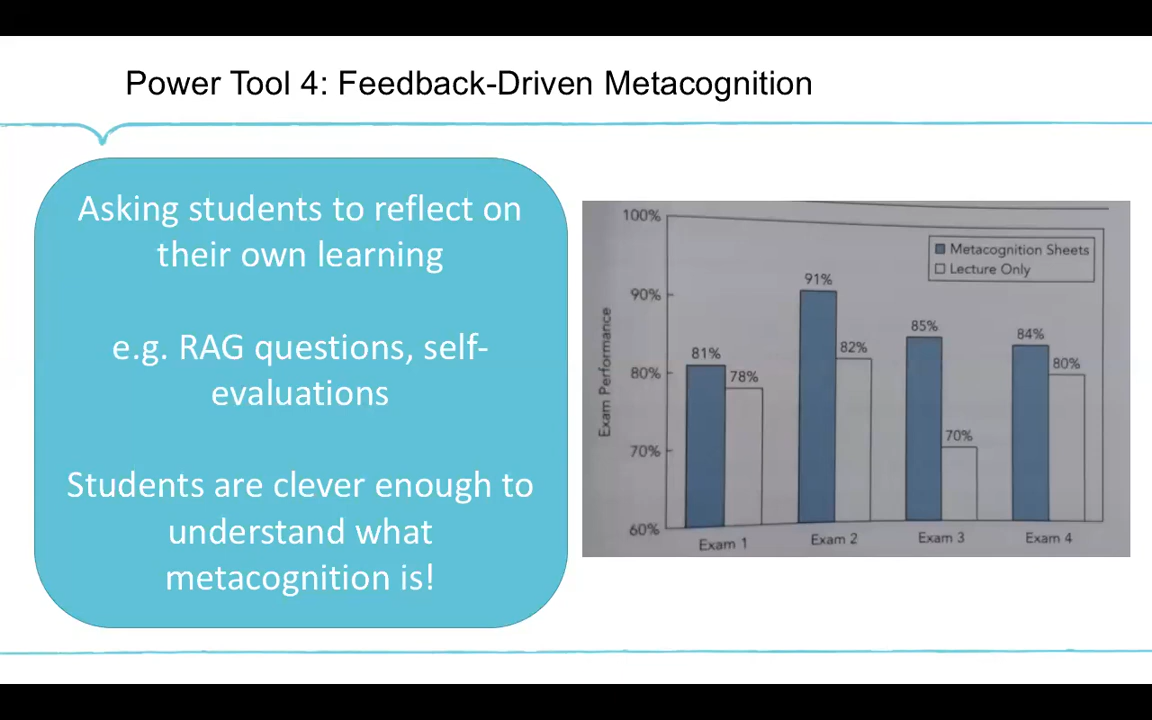 Power Tool 4: Feedback-Driven Metacognition
Asking students to reflect on
their own learning
e.g. RAG questions, self-
evaluations
Students are clever enough to
understand what
metacognition is!
100%
90%
80%
70%
60%
Exam Performance
Metacognition Sheets
Lecture Only
81%
78%
91%
82%
85%
70%
84%
80%
Exam 1
Exam 2
Exam 3
Exam 4